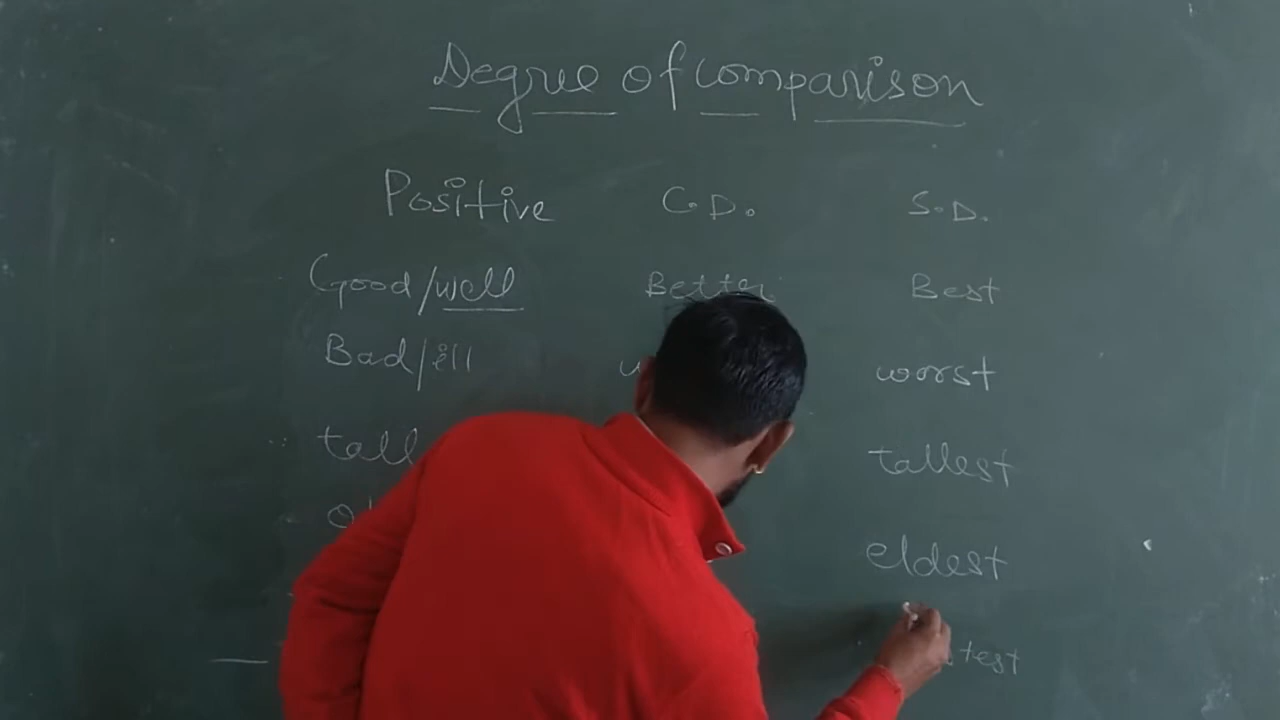 Degree of comparison
Positive C.D. S.D.
Good/well Better Best
Bad/ill worst
tall tallest
eldest